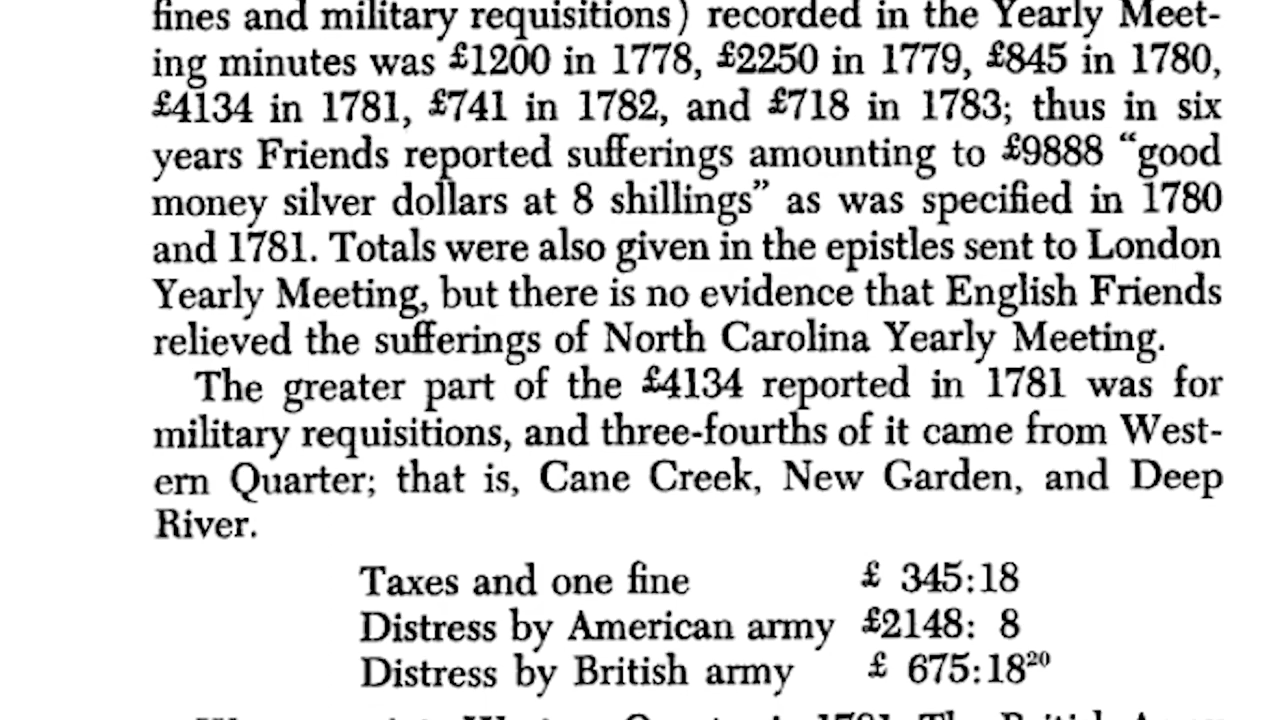 fines and military requisitions) recorded in the Yearly Meet-
ing minutes was £1200 in 1778, £2250 in 1779, £845 in 1780,
£4134 in 1781, £741 in 1782, and £718 in 1783; thus in six
years Friends reported sufferings amounting to £9888 “good
money silver dollars at 8 shillings” as was specified in 1780
and 1781. Totals were also given in the epistles sent to London
Yearly Meeting, but there is no evidence that English Friends
relieved the sufferings of North Carolina Yearly Meeting.
The greater part of the £4134 reported in 1781 was for
military requisitions, and three-fourths of it came from West-
ern Quarter; that is, Cane Creek, New Garden, and Deep
River.
Taxes and one fine £ 345:18
Distress by American army £2148: 8
Distress by British army £ 675:18²⁰